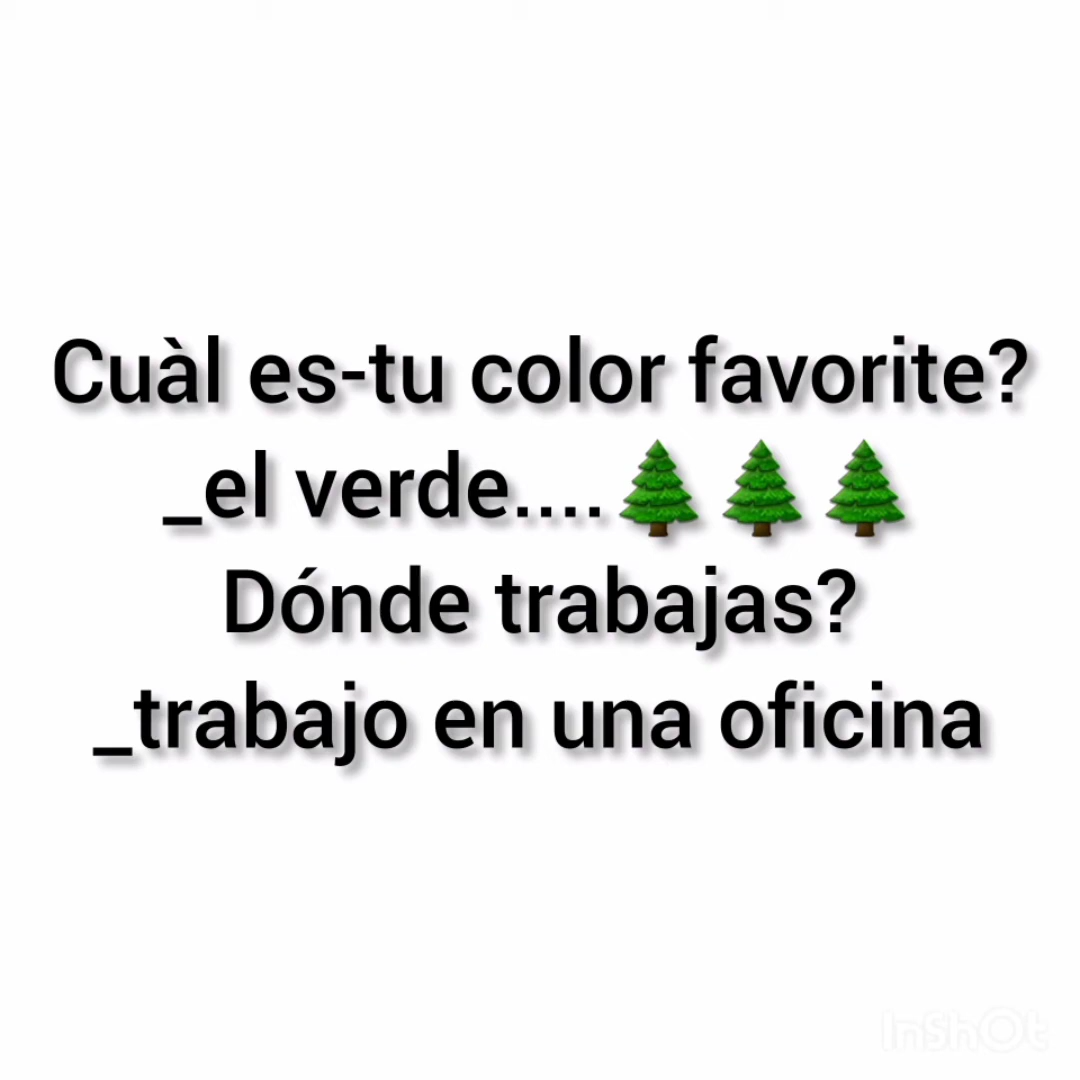 Cuàl es-tu color favorite?
_el verde....🌲🌲🌲
Dónde trabajas?
_trabajo en una oficina
InShOt